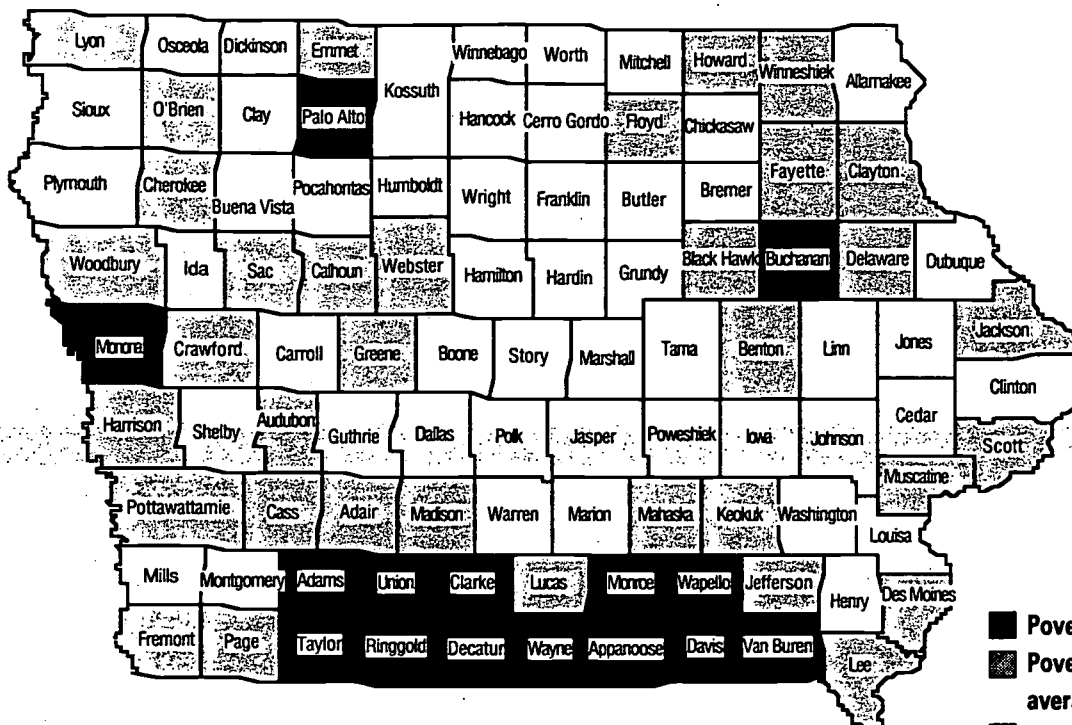 Lyon Osceola Dickinson Emmet Winnebago Worth Mitchell Howard Winneshiek Allamakee
Sioux O'Brien Clay Palo Alto Kossuth Hancock Cerro Gordo Floyd Chickasaw
Plymouth Cherokee Buena Vista Pocahontas Humboldt Wright Franklin Butler Bremer Fayette Clayton
Woodbury Ida Sac Calhoun Webster Hamilton Hardin Grundy Black Hawk Buchanan Delaware Dubuque
Monona Crawford Carroll Greene Boone Story Marshall Tama Benton Linn Jones Jackson
Clinton
Harrison Shelby Audubon Guthrie Dallas Polk Jasper Poweshiek Iowa Johnson Cedar Scott
Muscatine
Pottawattamie Cass Adair Madison Warren Marion Mahaska Keokuk Washington Louisa
Mills Montgomery Adams Union Clarke Lucas Monroe Wapello Jefferson Henry Des Moines
Fremont Page Taylor Ringgold Decatur Wayne Appanoose Davis Van Buren Lee
Pove
Pove
avera